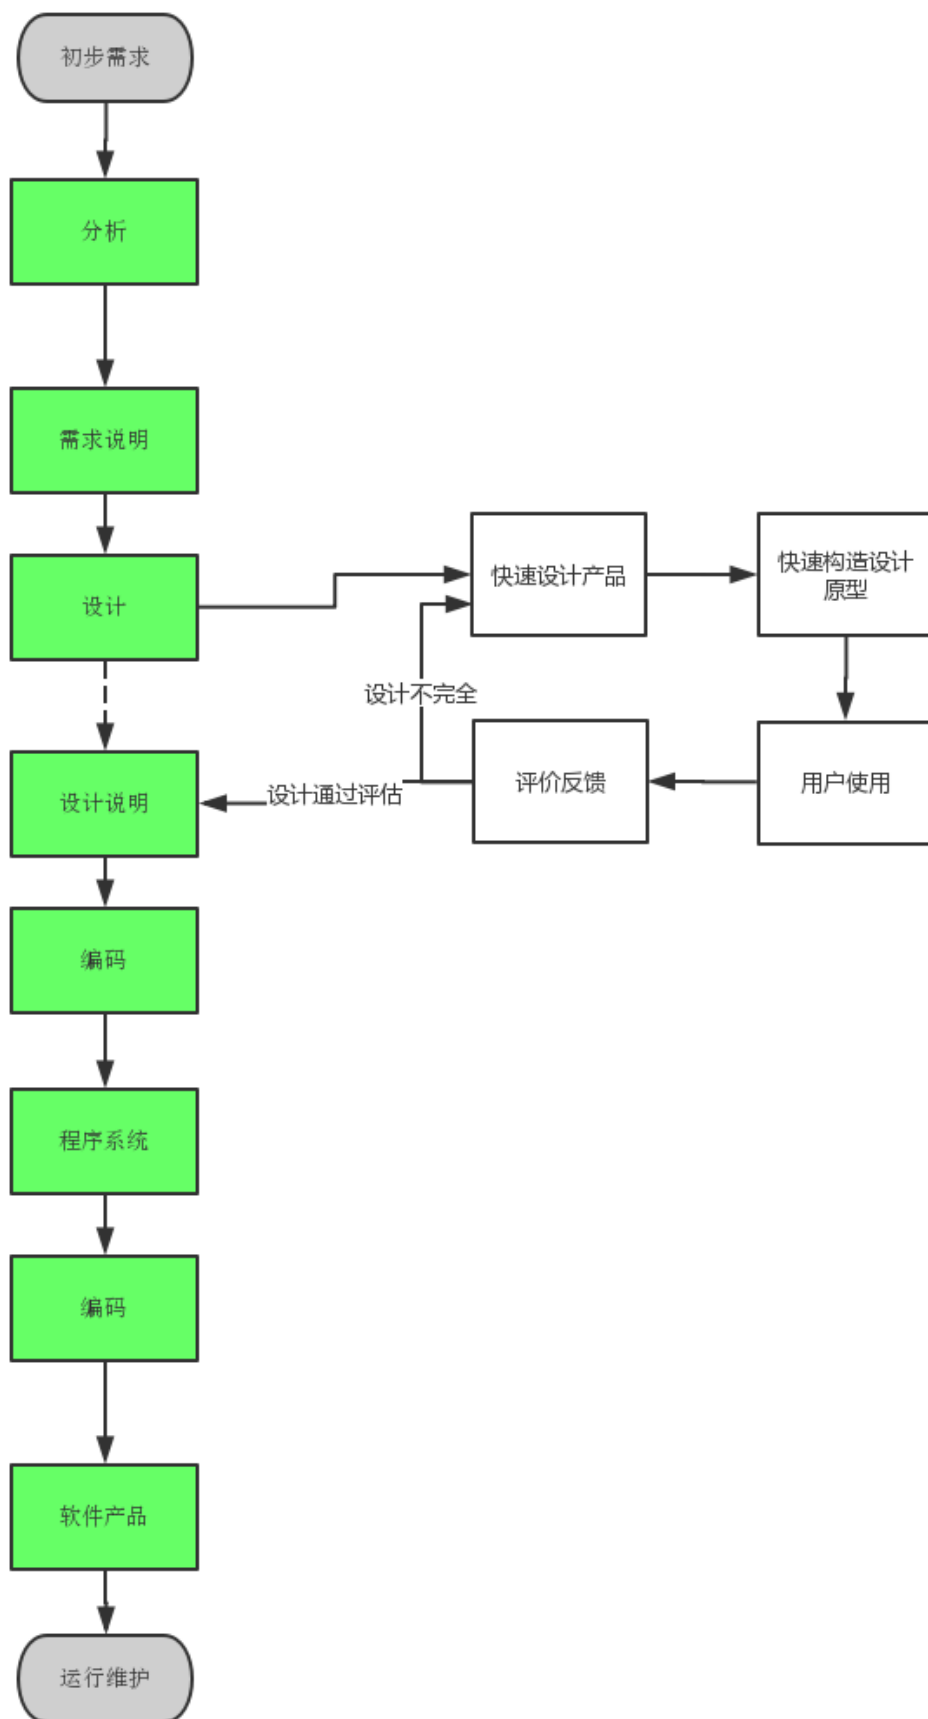 初步需求
分析
需求说明
设计
快速设计产品
快速构造设计
原型
设计不完全
设计说明
设计通过评估
评价反馈
用户使用
编码
程序系统
编码
软件产品
运行维护